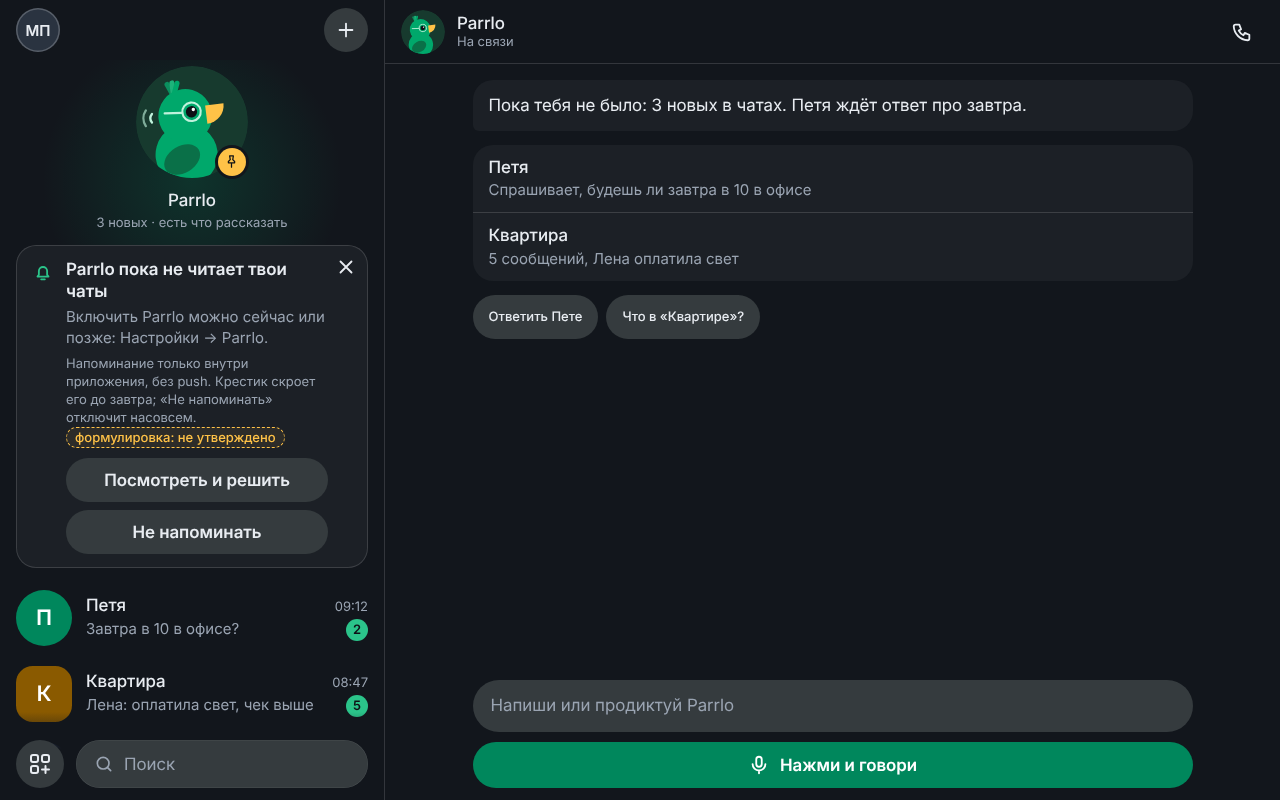 МП
Parrlo
3 новых · есть что рассказать
Parrlo пока не читает твои
чаты
Включить Parrlo можно сейчас или
позже: Настройки → Parrlo.
Напоминание только внутри
приложения, без push. Крестик скроет
его до завтра; «Не напоминать»
отключит насовсем.
формулировка: не утверждено
Посмотреть и решить
Не напоминать
П
Петя
09:12
Завтра в 10 в офисе?
2
К
Квартира
08:47
Лена: оплатила свет, чек выше
5
Поиск
Parrlo
На связи
Пока тебя не было: 3 новых в чатах. Петя ждёт ответ про завтра.
Петя
Спрашивает, будешь ли завтра в 10 в офисе
Квартира
5 сообщений, Лена оплатила свет
Ответить Пете
Что в «Квартире»?
Напиши или продиктуй Parrlo
Нажми и говори